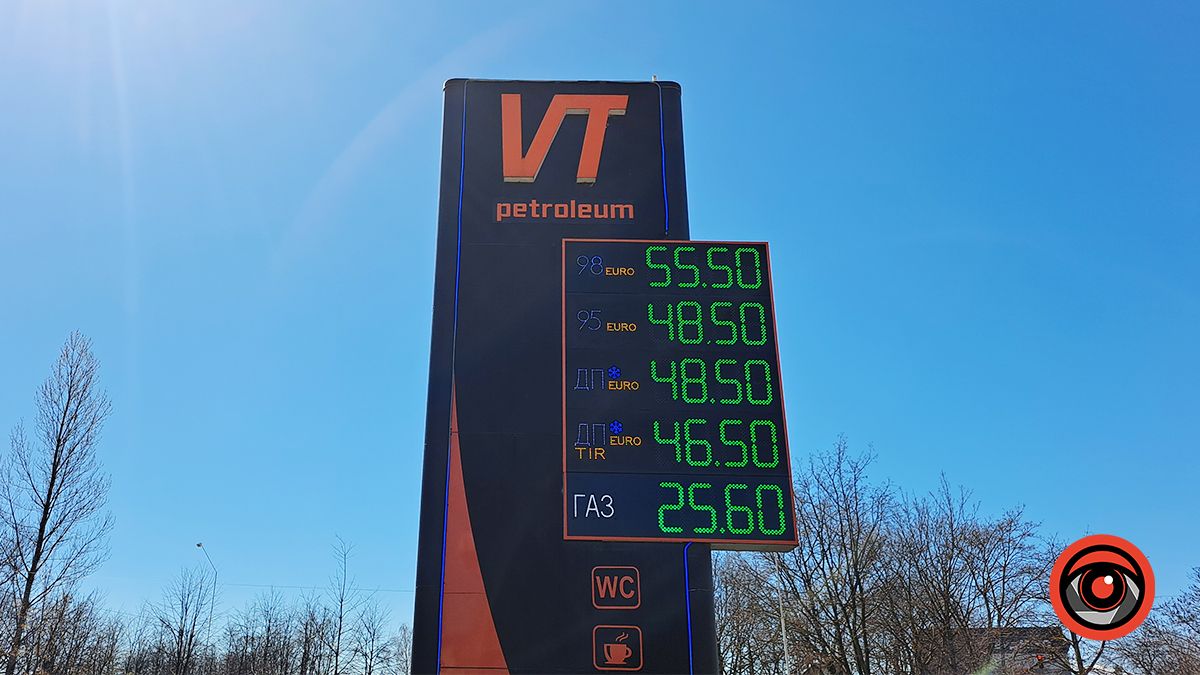 VT
petroleum
98 EURO 55.50
95 EURO 48.50
ДП EURO 48.50
ДП EURO 46.50
TIR
ГАЗ 25.60
WC